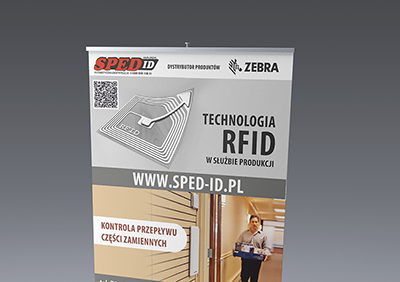 SPED ID
DYSTRYBUTOR PRODUKTÓW
ZEBRA
RFID
TECHNOLOGIA
RFID
W SŁUŻBIE PRODUKCJI
WWW.SPED-ID.PL
KONTROLA PRZEPŁYWU
CZĘŚCI ZAMIENNYCH